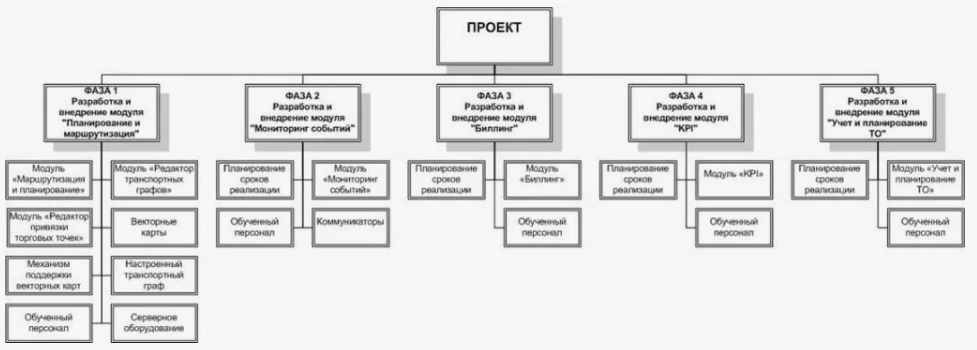 ПРОЕКТ
ФАЗА 1
Разработка и
внедрение модуля
"Планирование и
маршрутизация"
ФАЗА 2
Разработка и
внедрение модуля
"Мониторинг событий"
ФАЗА 3
Разработка и
внедрение модуля
"Биллинг"
ФАЗА 4
Разработка и
внедрение модуля
"KPI"
ФАЗА 5
Разработка и
внедрение модуля
"Учет и планирование
ТО"
Модуль
«Маршрутизация
и планирование»
Модуль «Редактор
транспортных
графов»
Модуль «Редактор
привязки
торговых точек»
Векторные
карты
Механизм
поддержки
векторных карт
Настроенный
транспортный
граф
Обученный
персонал
Серверное
оборудование
Планирование
сроков
реализации
Модуль
«Мониторинг
событий»
Обученный
персонал
Коммуникаторы
Планирование
сроков
реализации
Модуль
«Биллинг»
Обученный
персонал
Планирование
сроков
реализации
Модуль «KPI»
Обученный
персонал
Планирование
сроков
реализации
Модуль «Учет и
планирование
ТО»
Обученный
персонал